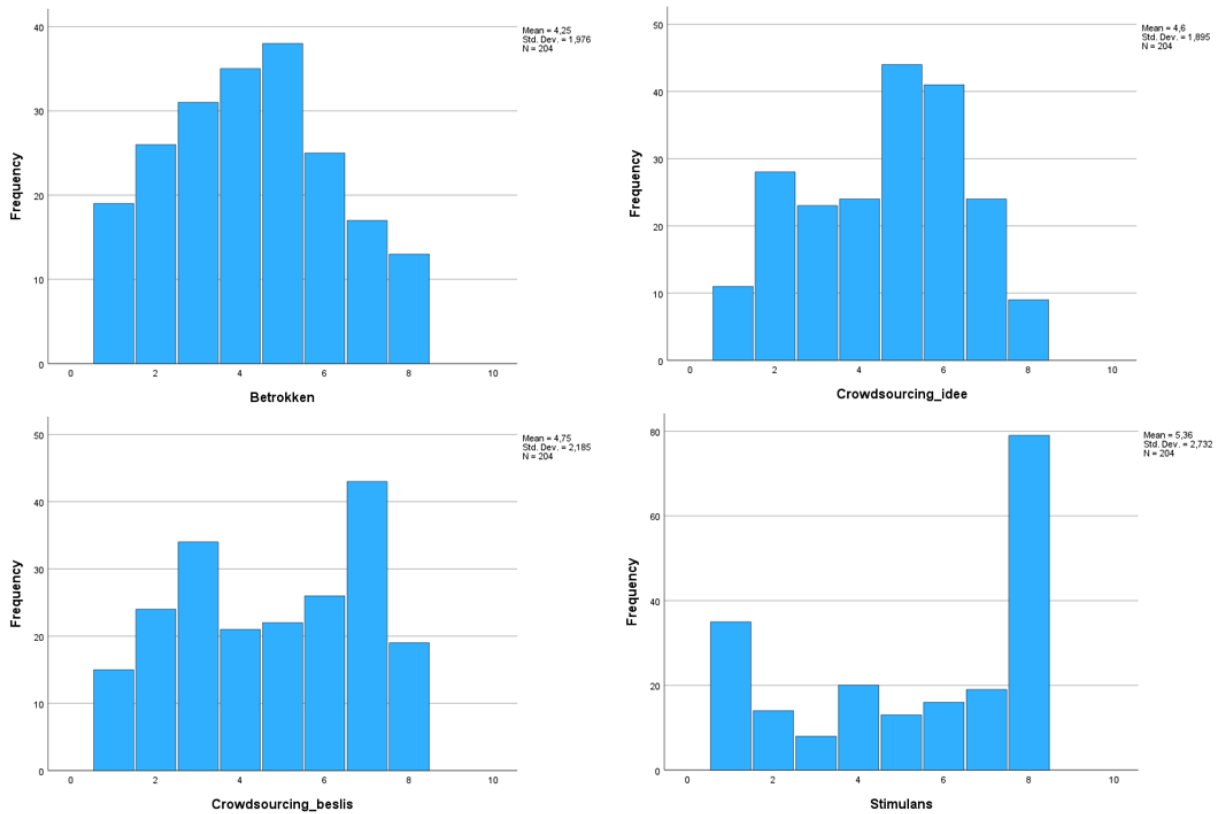 Mean = 4,25
Std. Dev. = 1,976
N = 204
40
30
20
10
0
Frequency
0 2 4 6 8 10
Betrokken
Mean = 4,6
Std. Dev. = 1,895
N = 204
50
40
30
20
10
0
Frequency
0 2 4 6 8 10
Crowdsourcing_idee
Mean = 4,75
Std. Dev. = 2,185
N = 204
50
40
30
20
10
0
Frequency
0 2 4 6 8 10
Crowdsourcing_beslis
Mean = 5,36
Std. Dev. = 2,732
N = 204
80
60
40
20
0
Frequency
0 2 4 6 8 10
Stimulans